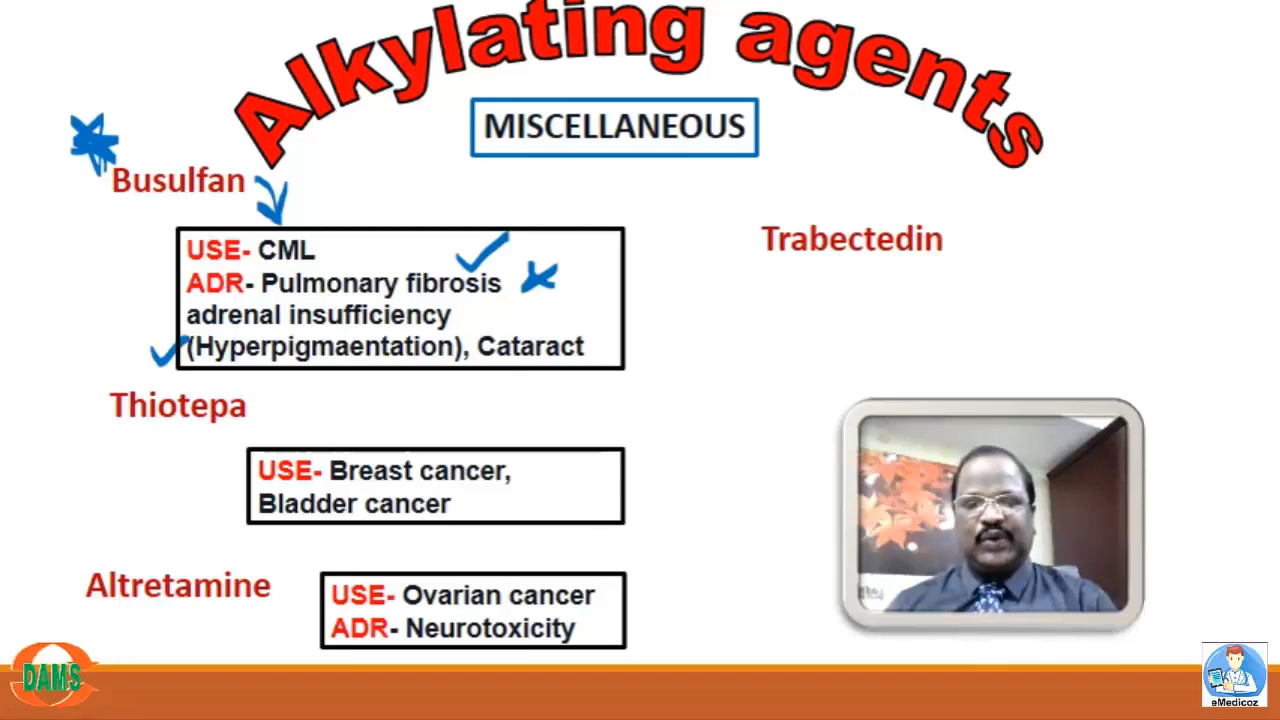 Alkylating agents
MISCELLANEOUS
Busulfan
USE- CML
ADR- Pulmonary fibrosis
adrenal insufficiency
(Hyperpigmaentation), Cataract
Trabectedin
Thiotepa
USE- Breast cancer,
Bladder cancer
Altretamine
USE- Ovarian cancer
ADR- Neurotoxicity
DAMS
eMedicoz